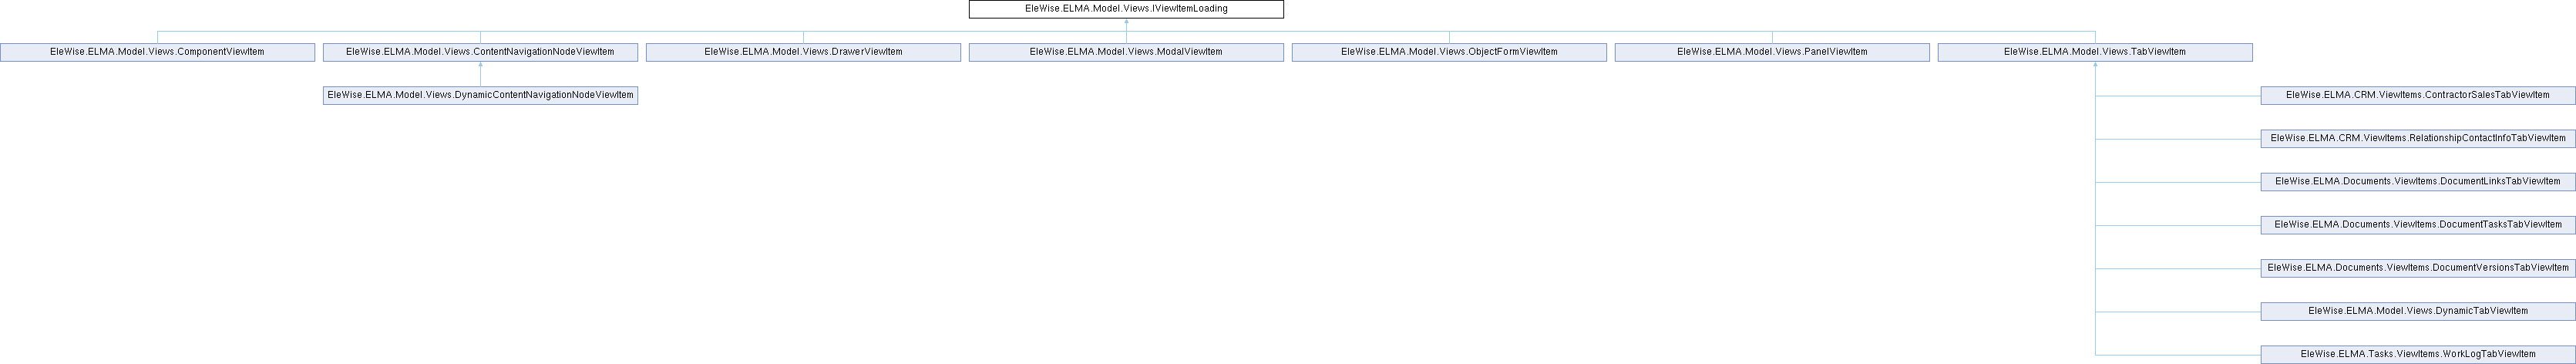 EleWise.ELMA.Model.Views.IViewItemLoading
EleWise.ELMA.Model.Views.ComponentViewItem
EleWise.ELMA.Model.Views.ContentNavigationNodeViewItem
EleWise.ELMA.Model.Views.DrawerViewItem
EleWise.ELMA.Model.Views.ModalViewItem
EleWise.ELMA.Model.Views.ObjectFormViewItem
EleWise.ELMA.Model.Views.PanelViewItem
EleWise.ELMA.Model.Views.TabViewItem
EleWise.ELMA.Model.Views.DynamicContentNavigationNodeViewItem
EleWise.ELMA.CRM.ViewItems.ContractorSalesTabViewItem
EleWise.ELMA.CRM.ViewItems.RelationshipContactInfoTabViewItem
EleWise.ELMA.Documents.ViewItems.DocumentLinksTabViewItem
EleWise.ELMA.Documents.ViewItems.DocumentTasksTabViewItem
EleWise.ELMA.Documents.ViewItems.DocumentVersionsTabViewItem
EleWise.ELMA.Model.Views.DynamicTabViewItem
EleWise.ELMA.Tasks.ViewItems.WorkLogTabViewItem